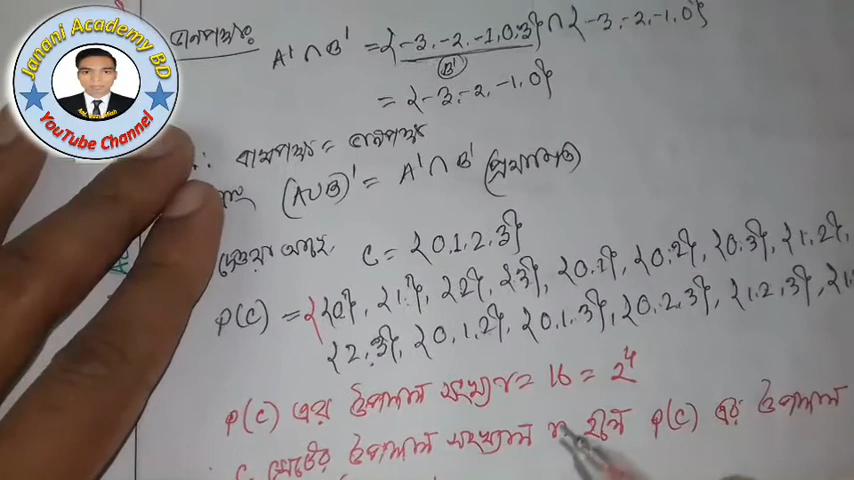 Janani Academy BD
YouTube Channel
ডানপক্ষঃ A' ∩ B' = {-3, -2, -1, 0, 3} ∩ {-3, -2, -1, 0}
B'
= {-3, -2, -1, 0}
বামপক্ষ = ডানপক্ষ
(A∪B)' = A' ∩ B' (প্রমাণিত)
দেওয়া আছে, C = {0, 1, 2, 3}
P(C) = {{0}, {1}, {2}, {3}, {0, 1}, {0, 2}, {0, 3}, {1, 2},
{2, 3}, {0, 1, 2}, {0, 1, 3}, {0, 2, 3}, {1, 2, 3}, {
P(C) এর উপাদান সংখ্যা = 16 = 2⁴
C সেটের উপাদান সংখ্যা n হলে P(C) এর উপাদান